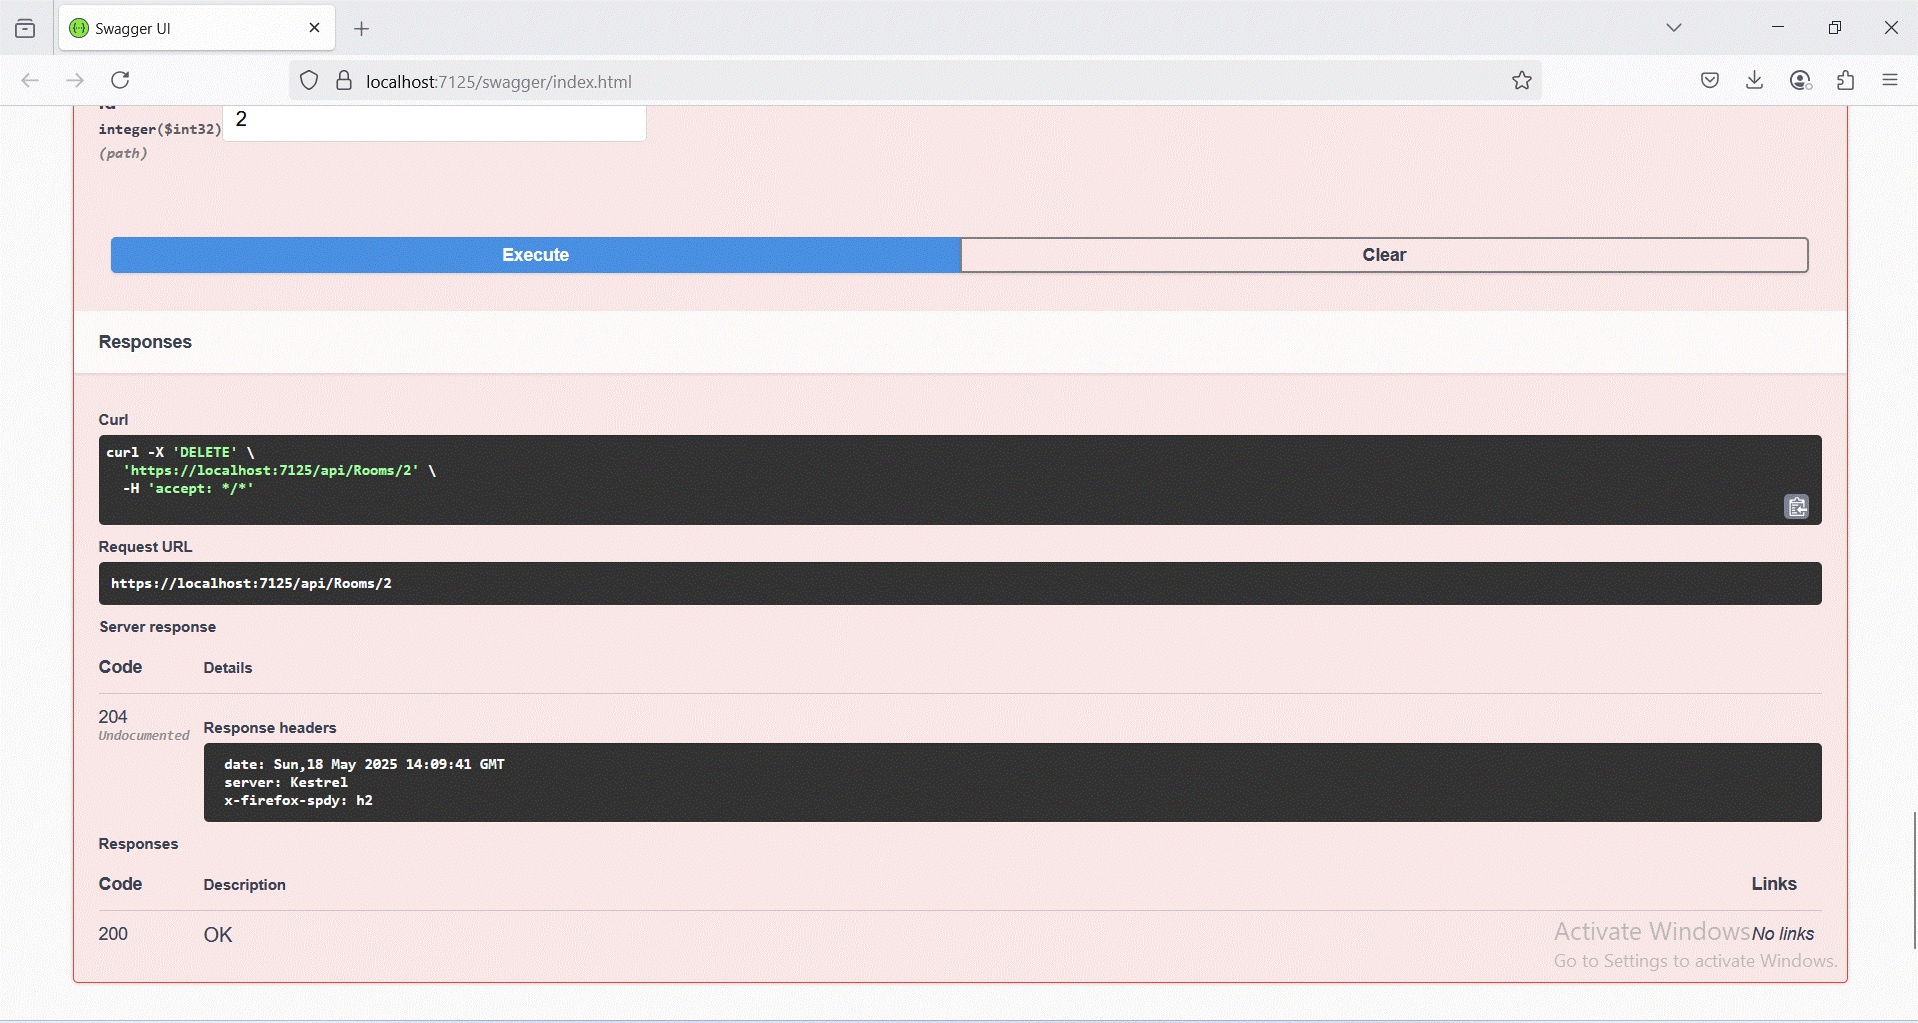 Swagger UI
localhost:7125/swagger/index.html
integer($int32)
2
(path)
Execute
Clear
Responses
Curl
curl -X 'DELETE' \
'https://localhost:7125/api/Rooms/2' \
-H 'accept: */*'
Request URL
https://localhost:7125/api/Rooms/2
Server response
Code
Details
204
Undocumented
Response headers
date: Sun,18 May 2025 14:09:41 GMT
server: Kestrel
x-firefox-spdy: h2
Responses
Code
Description
Links
200
OK
No links
Activate Windows
Go to Settings to activate Windows.